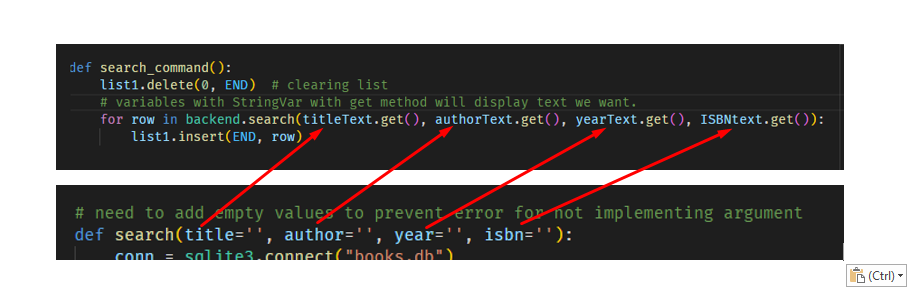 def search_command():
list1.delete(0, END)  # clearing list
# variables with StringVar with get method will display text we want.
for row in backend.search(titleText.get(), authorText.get(), yearText.get(), ISBNtext.get()):
list1.insert(END, row)
# need to add empty values to prevent error for not implementing argument
def search(title='', author='', year='', isbn=''):
conn = sqlite3.connect("books.db")
(Ctrl)